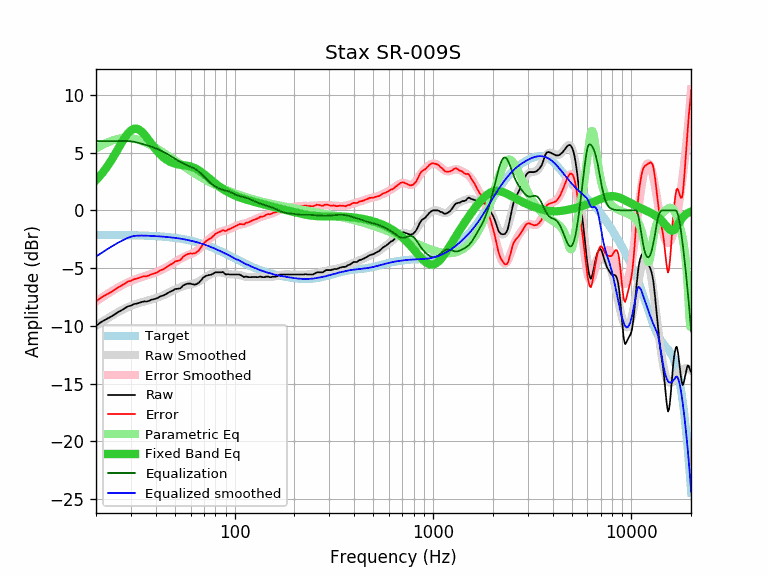 Stax SR-009S
10
5
0
−5
−10
−15
−20
−25
Amplitude (dBr)
Target
Raw Smoothed
Error Smoothed
Raw
Error
Parametric Eq
Fixed Band Eq
Equalization
Equalized smoothed
100 1000 10000
Frequency (Hz)